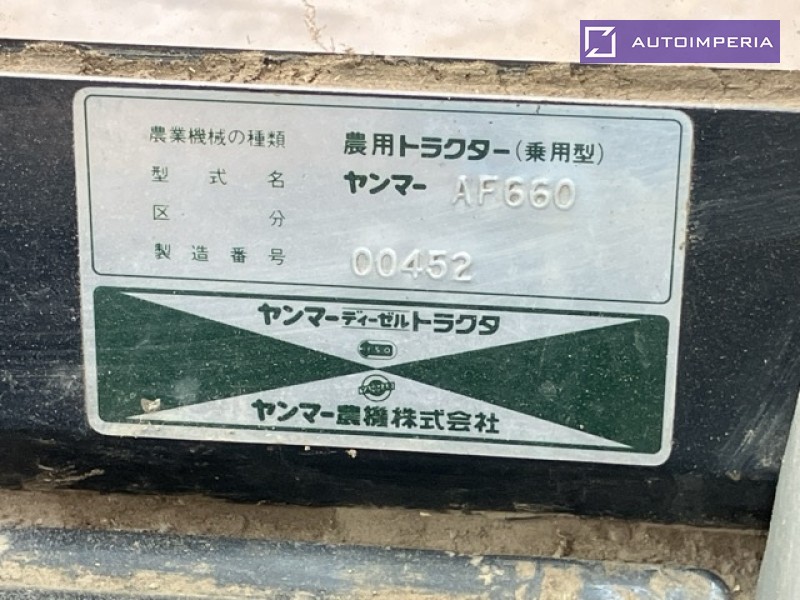 AUTOIMPERIA
農業機械の種類 農用トラクター(乗用型)
型式名 ヤンマー AF660
区分
製造番号 00452
ヤンマーディーゼルトラクタ
ヤンマー農機株式会社